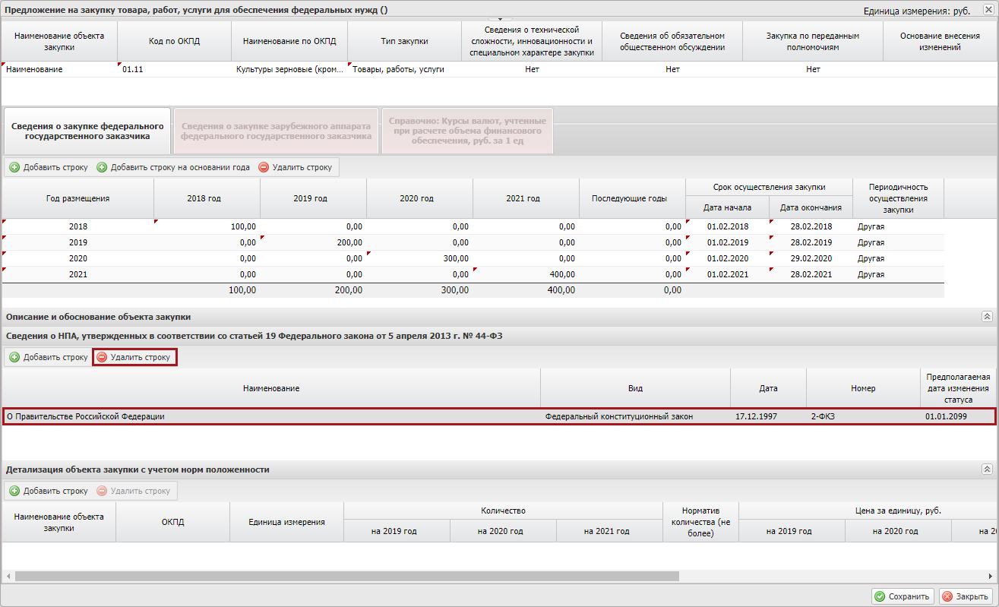 Предложение на закупку товара, работ, услуги для обеспечения федеральных нужд ()
Единица измерения: руб.
Наименование объекта закупки
Код по ОКПД
Наименование по ОКПД
Тип закупки
Сведения о технической сложности, инновационности и специальном характере закупки
Сведения об обязательном общественном обсуждении
Закупка по переданным полномочиям
Основание внесения изменений
Наименование 01.11 Культуры зерновые (кром... Товары, работы, услуги Нет Нет Нет
Сведения о закупке федерального государственного заказчика
Сведения о закупке зарубежного аппарата федерального государственного заказчика
Справочно: Курсы валют, учтенные при расчете объема финансового обеспечения, руб. за 1 ед
Добавить строку Добавить строку на основании года Удалить строку
Год размещения 2018 год 2019 год 2020 год 2021 год Последующие годы
Срок осуществления закупки
Дата начала Дата окончания
Периодичность осуществления закупки
2018 100,00 0,00 0,00 0,00 0,00 01.02.2018 28.02.2018 Другая
2019 0,00 200,00 0,00 0,00 0,00 01.02.2019 28.02.2019 Другая
2020 0,00 0,00 300,00 0,00 0,00 01.02.2020 29.02.2020 Другая
2021 0,00 0,00 0,00 400,00 0,00 01.02.2021 28.02.2021 Другая
100,00 200,00 300,00 400,00 0,00
Описание и обоснование объекта закупки
Сведения о НПА, утвержденных в соответствии со статьей 19 Федерального закона от 5 апреля 2013 г. № 44-ФЗ
Добавить строку Удалить строку
Наименование Вид Дата Номер
Предполагаемая дата изменения статуса
О Правительстве Российской Федерации Федеральный конституционный закон 17.12.1997 2-ФКЗ 01.01.2099
Детализация объекта закупки с учетом норм положенности
Добавить строку Удалить строку
Наименование объекта закупки
ОКПД
Единица измерения
Количество
на 2019 год на 2020 год на 2021 год
Норматив количества (не более)
Цена за единицу, руб.
на 2019 год на 2020 год на 20
Сохранить Закрыть